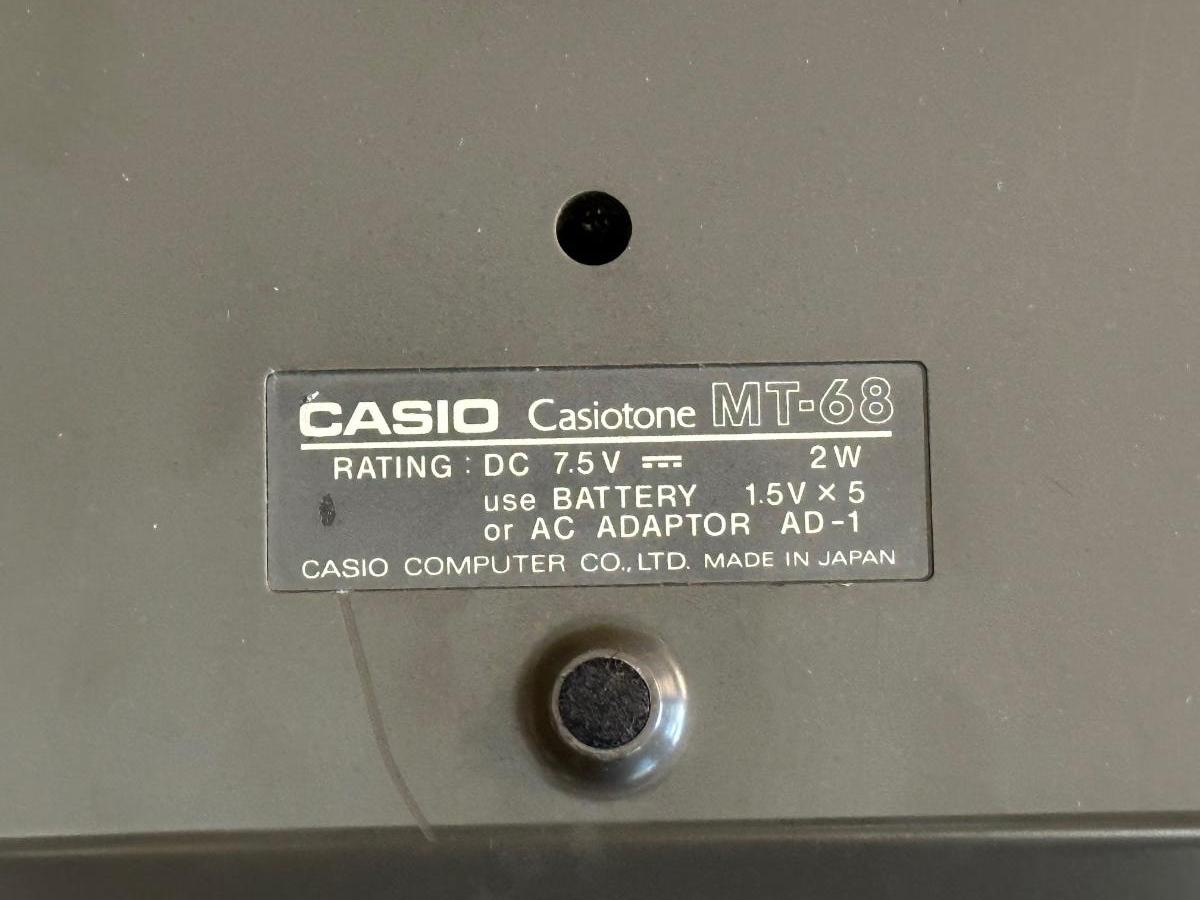 CASIO Casiotone MT-68
RATING : DC 7.5V ⎓ 2W
use BATTERY 1.5V × 5
or AC ADAPTOR AD-1
CASIO COMPUTER CO., LTD. MADE IN JAPAN